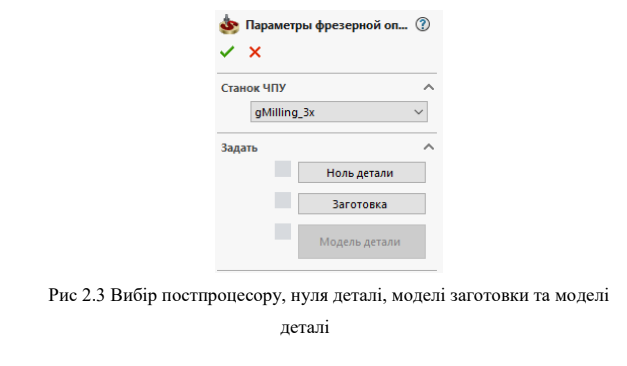 Параметры фрезерной оп...
Станок ЧПУ
gMilling_3x
Задать
Ноль детали
Заготовка
Модель детали
Рис 2.3 Вибір постпроцесору, нуля деталі, моделі заготовки та моделі
деталі